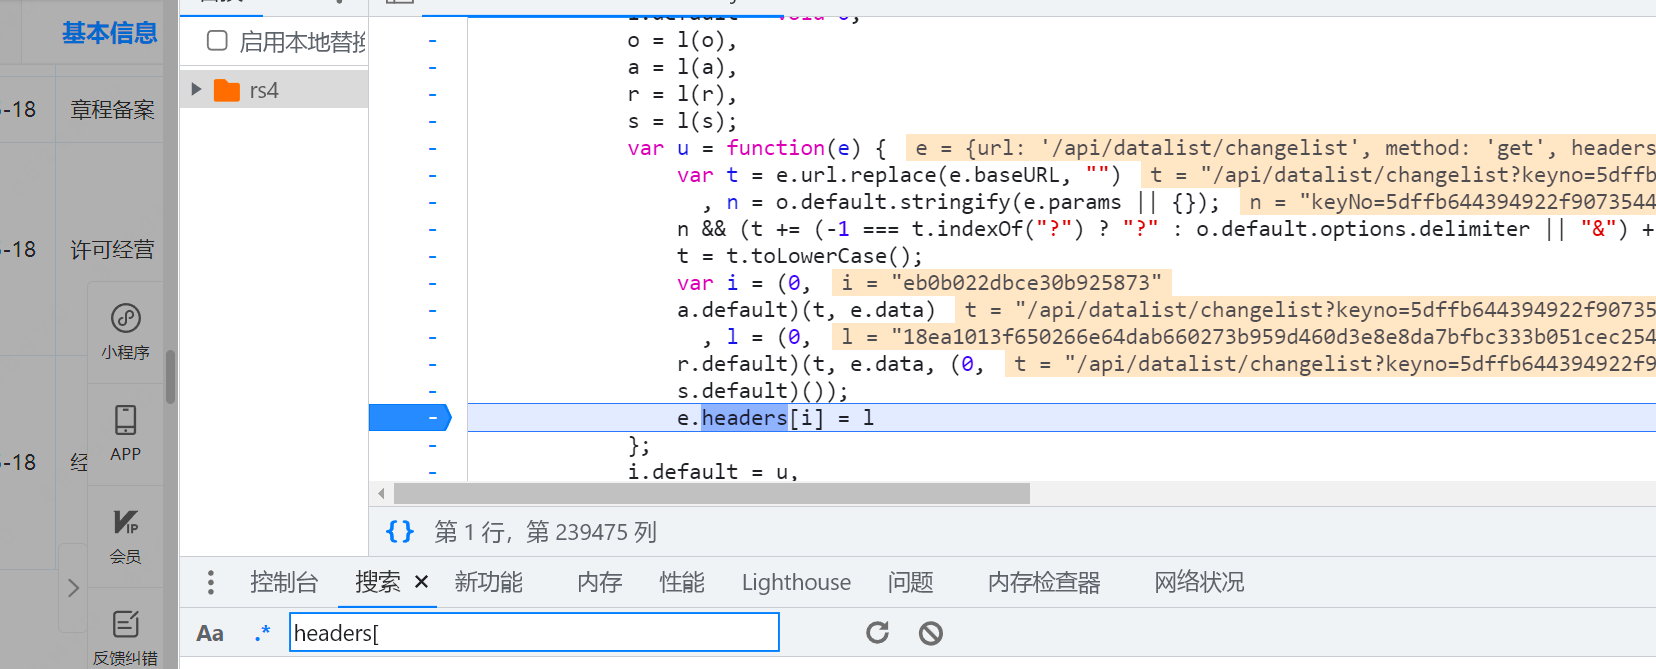 基本信息
-18 章程备案
-18 许可经营
小程序
APP
-18 经
VIP
会员
反馈纠错
启用本地替换
rs4
o = l(o),
a = l(a),
r = l(r),
s = l(s);
var u = function(e) { e = {url: '/api/datalist/changelist', method: 'get', headers
var t = e.url.replace(e.baseURL, "") t = "/api/datalist/changelist?keyno=5dffb
, n = o.default.stringify(e.params || {}); n = "keyNo=5dffb644394922f9073544
n && (t += (-1 === t.indexOf("?") ? "?" : o.default.options.delimiter || "&") +
t = t.toLowerCase();
var i = (0, i = "eb0b022dbce30b925873"
a.default)(t, e.data) t = "/api/datalist/changelist?keyno=5dffb644394922f90735
, l = (0, l = "18ea1013f650266e64dab660273b959d460d3e8e8da7bfbc333b051cec254
r.default)(t, e.data, (0, t = "/api/datalist/changelist?keyno=5dffb644394922f9
s.default)());
e.headers[i] = l
};
i.default = u,
{} 第 1 行，第 239475 列
控制台 搜索 × 新功能 内存 性能 Lighthouse 问题 内存检查器 网络状况
Aa .* headers[